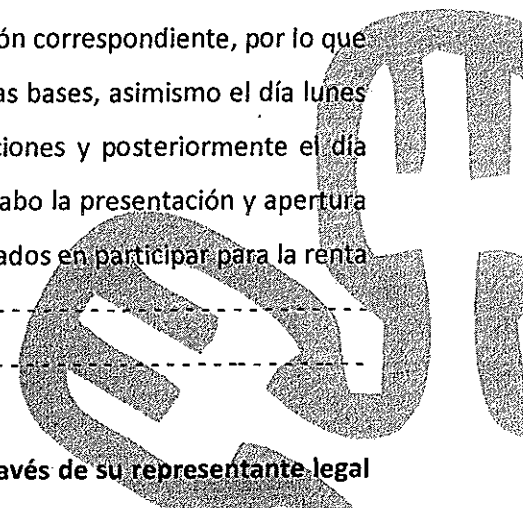 ón correspondiente, por lo que
as bases, asimismo el día lunes
ciones y posteriormente el día
abo la presentación y apertura
ados en participar para la renta
-----------------------------------
-----------------------------------
avés de su representante legal